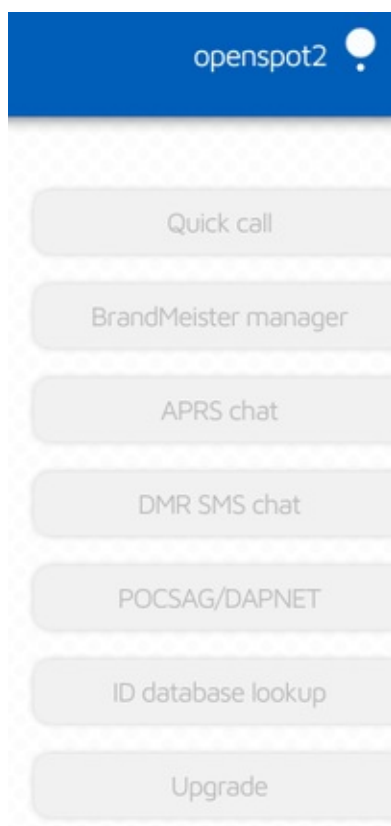 openspot2
Quick call
BrandMeister manager
APRS chat
DMR SMS chat
POCSAG/DAPNET
ID database lookup
Upgrade